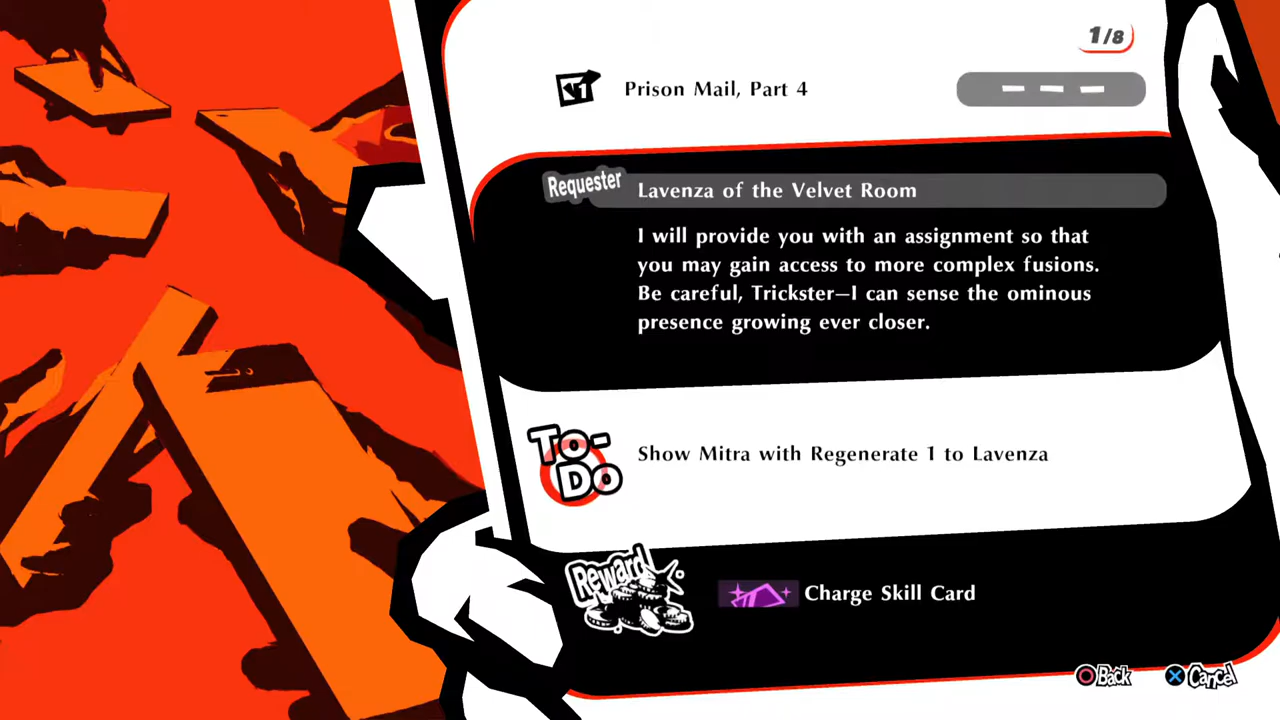 1/8
Prison Mail, Part 4
Requester
Lavenza of the Velvet Room
I will provide you with an assignment so that
you may gain access to more complex fusions.
Be careful, Trickster—I can sense the ominous
presence growing ever closer.
To-
Do
Show Mitra with Regenerate 1 to Lavenza
Reward
Charge Skill Card
Back
Cancel